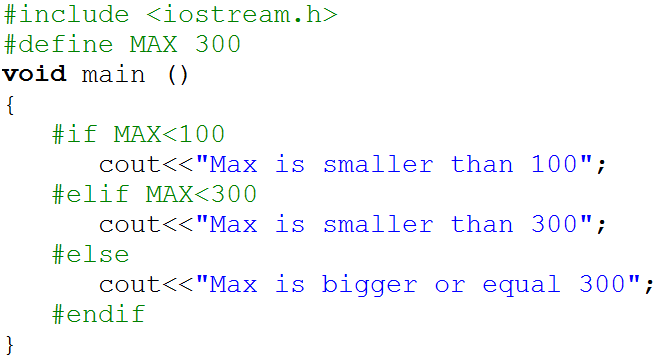 #include <iostream.h>
#define MAX 300
void main ()
{
   #if MAX<100
      cout<<"Max is smaller than 100";
   #elif MAX<300
      cout<<"Max is smaller than 300";
   #else
      cout<<"Max is bigger or equal 300";
   #endif
}